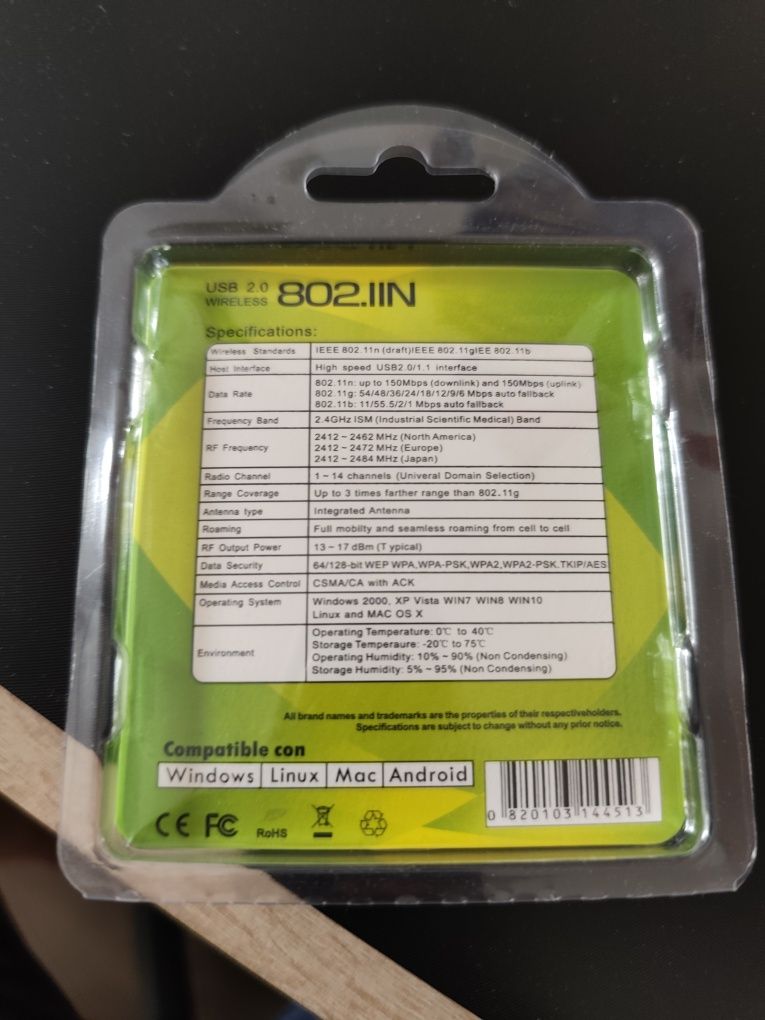 USB 2.0
WIRELESS
802.11N
Specifications:
Wireless Standards
IEEE 802.11n (draft)IEEE 802.11gIEE 802.11b
Host Interface
High speed USB2.0/1.1 interface
Data Rate
802.11n: up to 150Mbps (downlink) and 150Mbps (uplink)
802.11g: 54/48/36/24/18/12/9/6 Mbps auto fallback
802.11b: 11/55.5/2/1 Mbps auto fallback
Frequency Band
2.4GHz ISM (Industrial Scientific Medical) Band
RF Frequency
2412 ~ 2462 MHz (North America)
2412 ~ 2472 MHz (Europe)
2412 ~ 2484 MHz (Japan)
Radio Channel
1 ~ 14 channels (Univeral Domain Selection)
Range Coverage
Up to 3 times farther range than 802.11g
Antenna type
Integrated Antenna
Roaming
Full mobilty and seamless roaming from cell to cell
RF Output Power
13 ~ 17 dBm (T ypical)
Data Security
64/128-bit WEP WPA,WPA-PSK,WPA2,WPA2-PSK.TKIP/AES
Media Access Control
CSMA/CA with ACK
Operating System
Windows 2000, XP Vista WIN7 WIN8 WIN10
Linux and MAC OS X
Environment
Operating Temperature: 0℃ to 40℃
Storage Temperaure: -20℃ to 75℃
Operating Humidity: 10% ~ 90% (Non Condensing)
Storage Humidity: 5% ~ 95% (Non Condensing)
All brand names and trademarks are the properties of their respectiveholders.
Specifications are subject to change without any prior notice.
Compatible con
Windows Linux Mac Android
CE FC RoHS
0 820103 144513